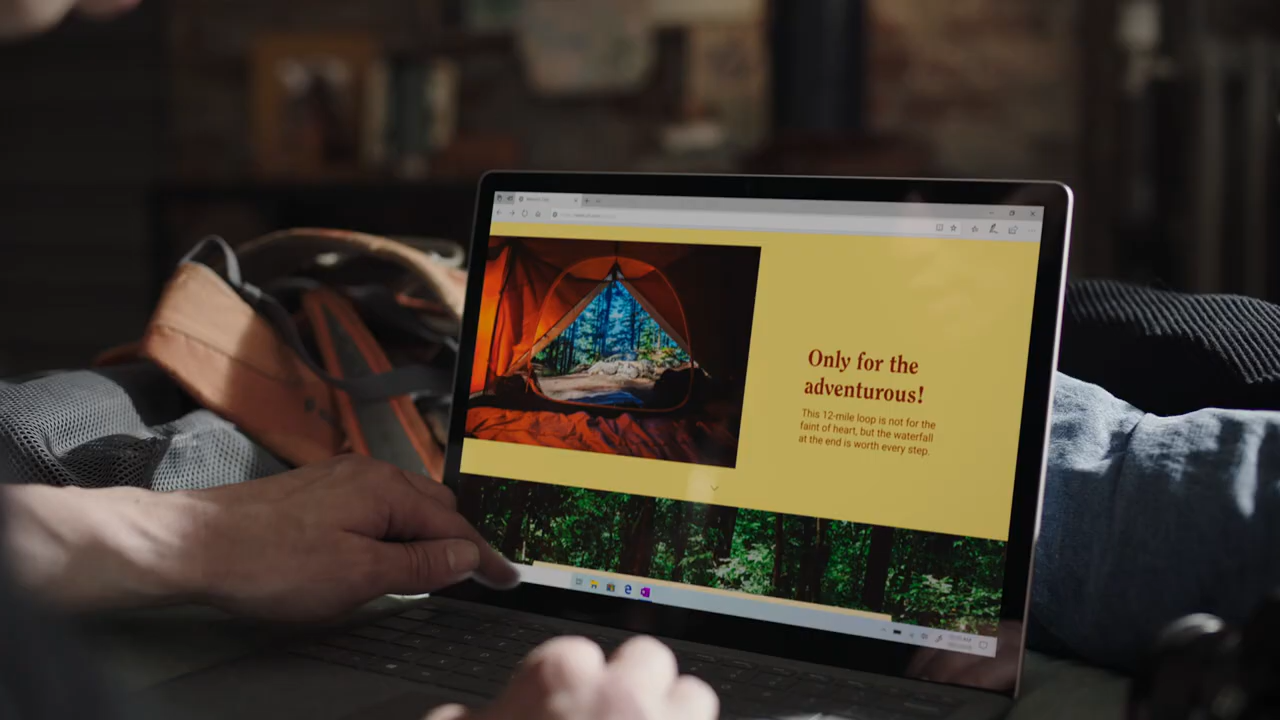 Only for the
adventurous!
This 12-mile loop is not for the
faint of heart, but the waterfall
at the end is worth every step.